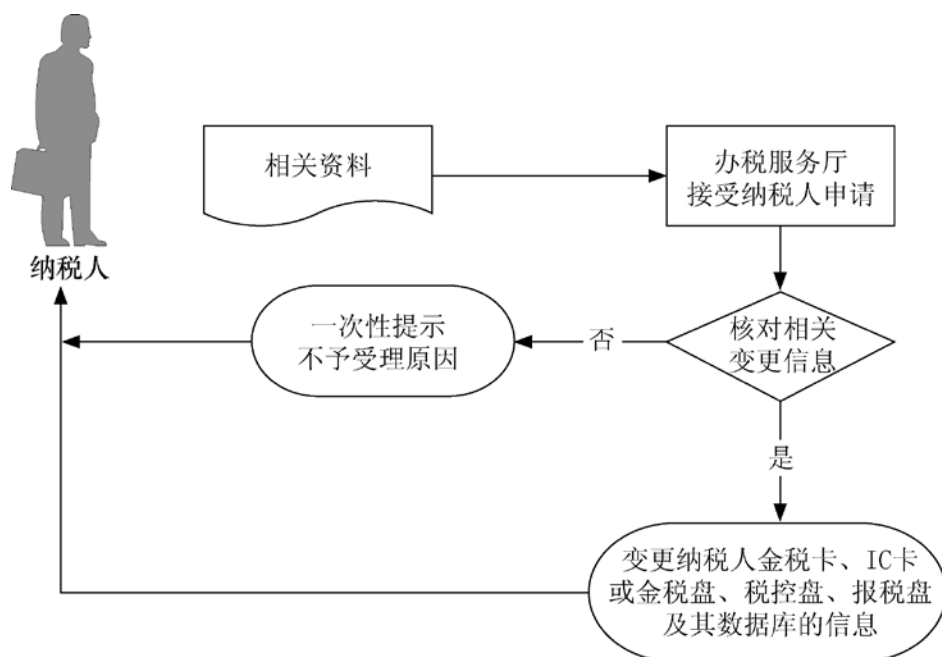 相关资料
办税服务厅
接受纳税人申请
纳税人
一次性提示
不予受理原因
否
核对相关
变更信息
是
变更纳税人金税卡、IC卡
或金税盘、税控盘、报税盘
及其数据库的信息